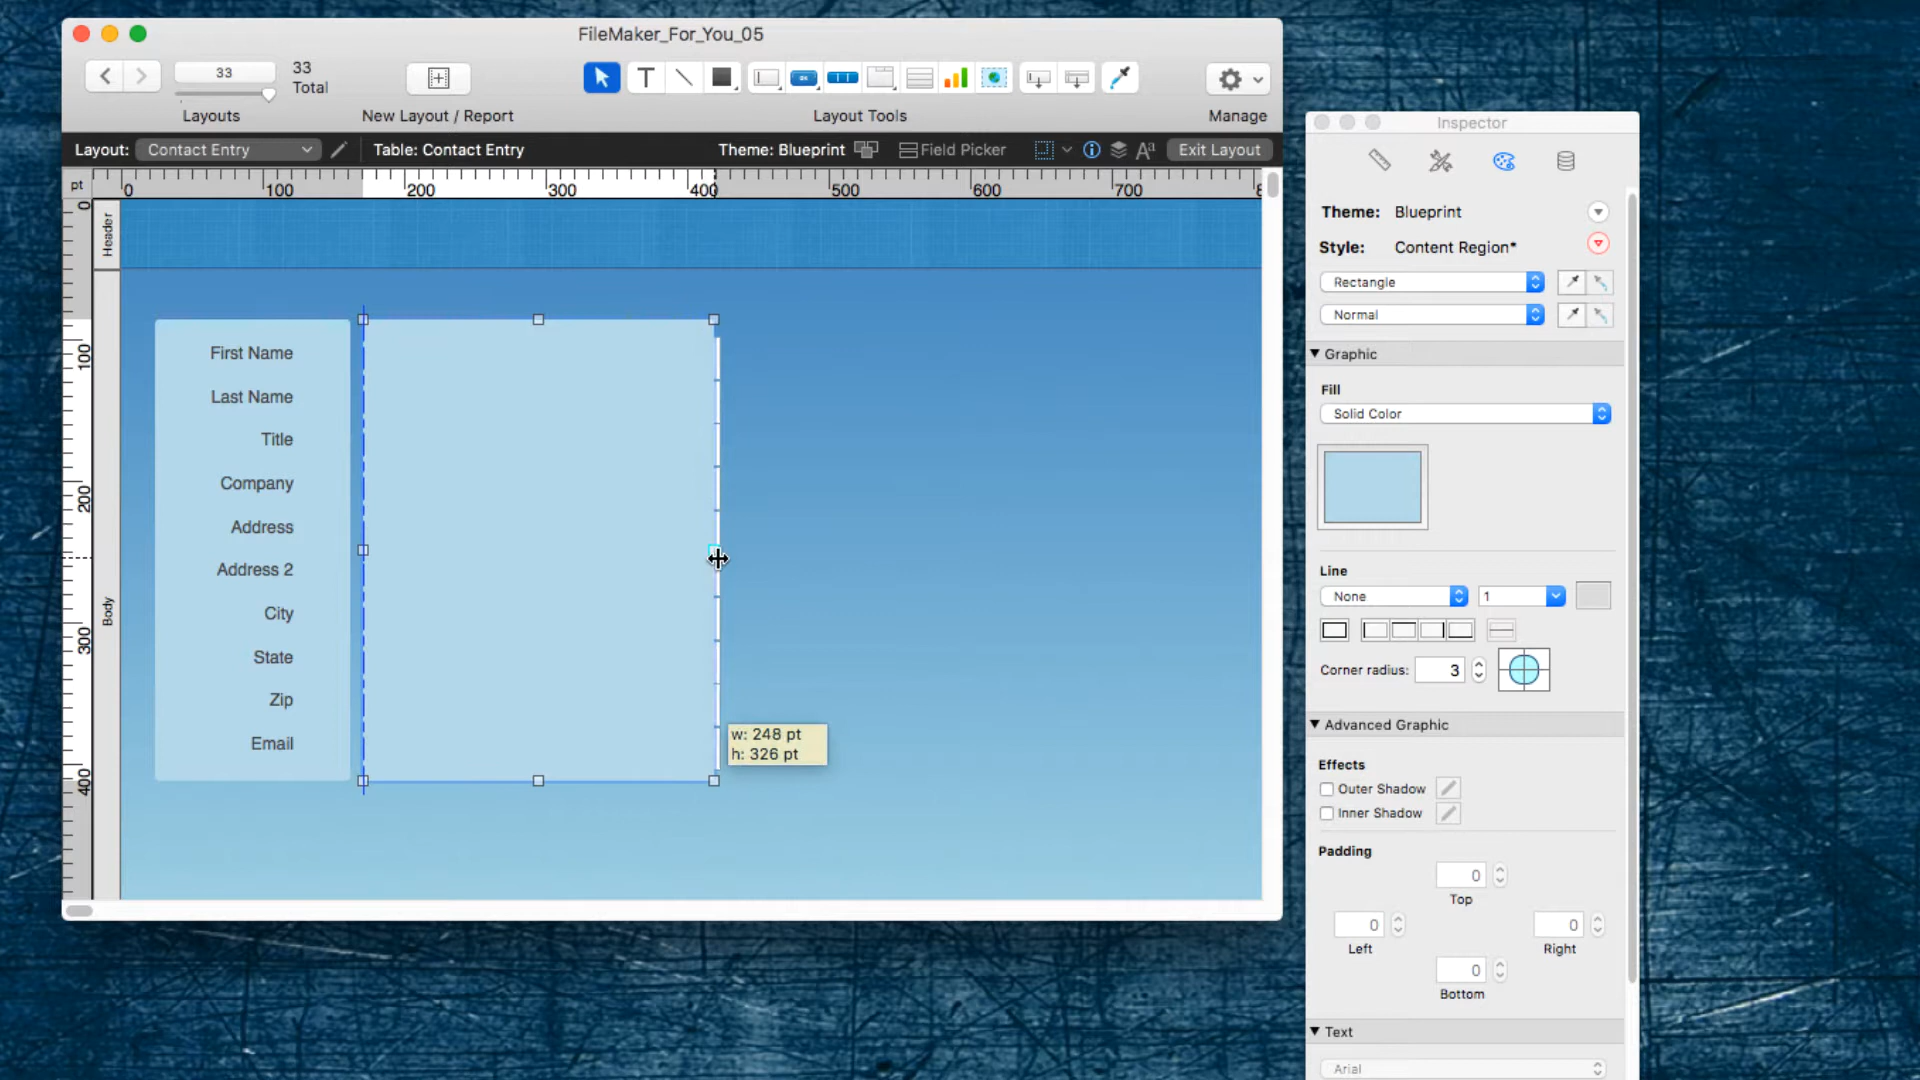 FileMaker_For_You_05
33
33
Total
Layouts
New Layout / Report
Layout Tools
Manage
Layout: Contact Entry
Table: Contact Entry
Theme: Blueprint
Field Picker
Aª
Exit Layout
pt
0 100 200 300 400 500 600 700 8
0
100
200
300
400
Header
Body
First Name
Last Name
Title
Company
Address
Address 2
City
State
Zip
Email
w: 248 pt
h: 326 pt
Inspector
Theme: Blueprint
Style: Content Region*
Rectangle
Normal
Graphic
Fill
Solid Color
Line
None 1
Corner radius: 3
Advanced Graphic
Effects
Outer Shadow
Inner Shadow
Padding
0
Top
0 0
Left Right
0
Bottom
Text
Arial